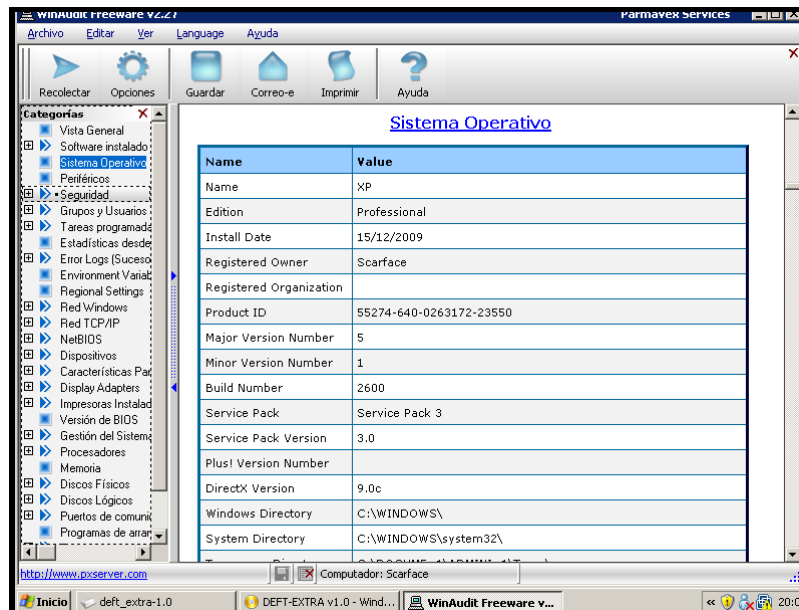 WinAudit Freeware v2.27 Parmavex Services
Archivo Editar Ver Language Ayuda
Recolectar Opciones Guardar Correo-e Imprimir Ayuda
Categorías
Vista General
Software instalado
Sistema Operativo
Periféricos
Seguridad
Grupos y Usuarios
Tareas programada
Estadísticas desde
Error Logs (Suceso
Environment Variab
Regional Settings
Red Windows
Red TCP/IP
NetBIOS
Dispositivos
Características Pad
Display Adapters
Impresoras Instalad
Versión de BIOS
Gestión del Sistema
Procesadores
Memoria
Discos Físicos
Discos Lógicos
Puertos de comuni
Programas de arran
Sistema Operativo
Name Value
Name XP
Edition Professional
Install Date 15/12/2009
Registered Owner Scarface
Registered Organization
Product ID 55274-640-0263172-23550
Major Version Number 5
Minor Version Number 1
Build Number 2600
Service Pack Service Pack 3
Service Pack Version 3.0
Plus! Version Number
DirectX Version 9.0c
Windows Directory C:\WINDOWS\
System Directory C:\WINDOWS\system32\
http://www.pxserver.com Computador: Scarface
Inicio deft_extra-1.0 DEFT-EXTRA v1.0 - Wind... WinAudit Freeware v... « 20:0